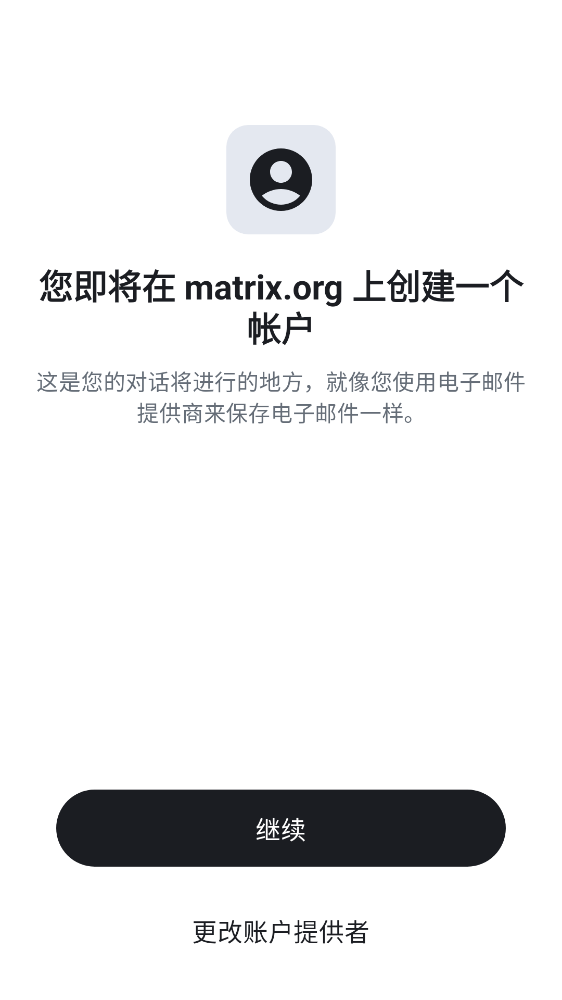 您即将在 matrix.org 上创建一个
帐户
这是您的对话将进行的地方，就像您使用电子邮件
提供商来保存电子邮件一样。
继续
更改账户提供者